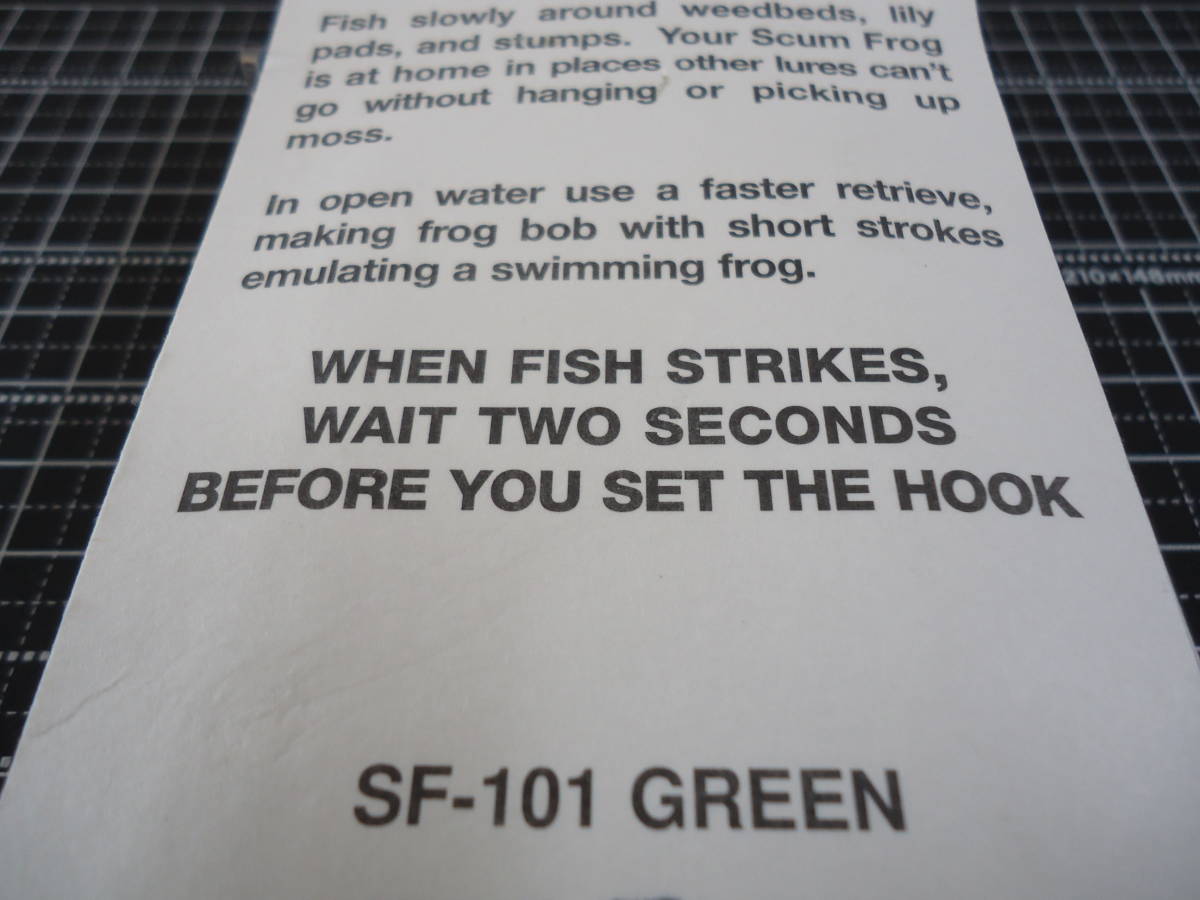 Fish slowly around weedbeds, lily
pads, and stumps. Your Scum Frog
is at home in places other lures can't
go without hanging or picking up
moss.
In open water use a faster retrieve,
making frog bob with short strokes
emulating a swimming frog.
WHEN FISH STRIKES,
WAIT TWO SECONDS
BEFORE YOU SET THE HOOK
SF-101 GREEN
210×148mm